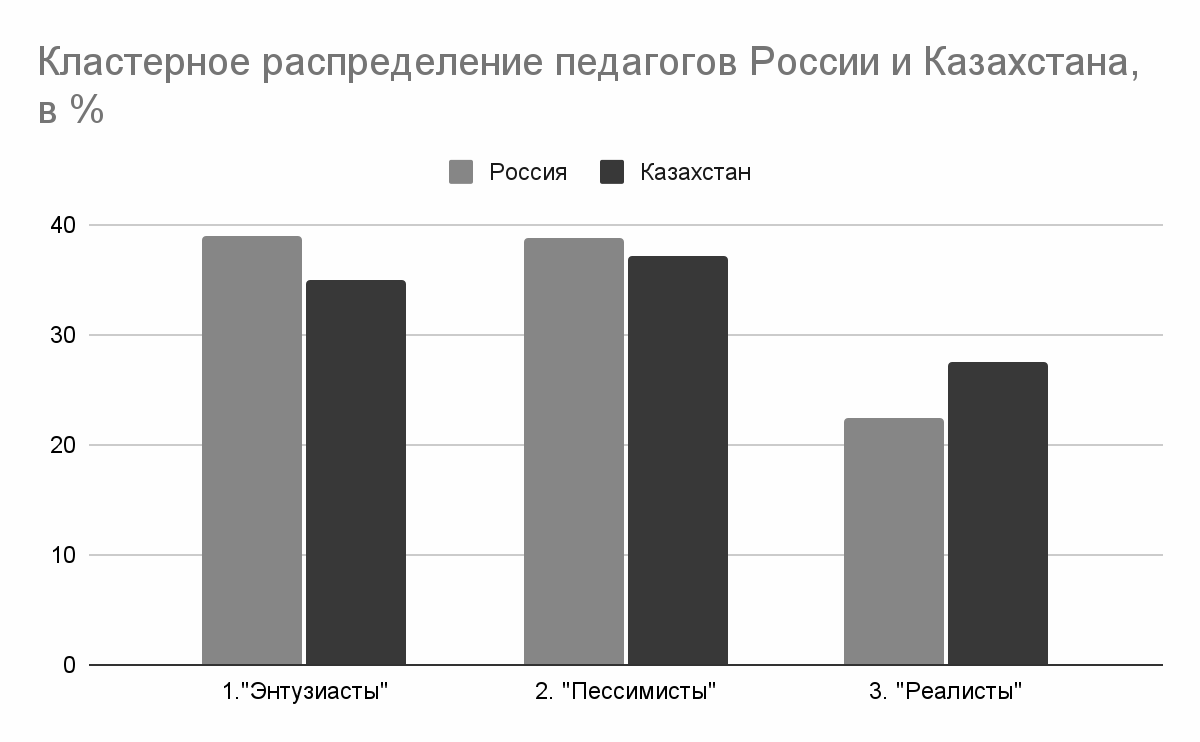 Кластерное распределение педагогов России и Казахстана,
в %
Россия Казахстан
40
30
20
10
0
1."Энтузиасты" 2. "Пессимисты" 3. "Реалисты"